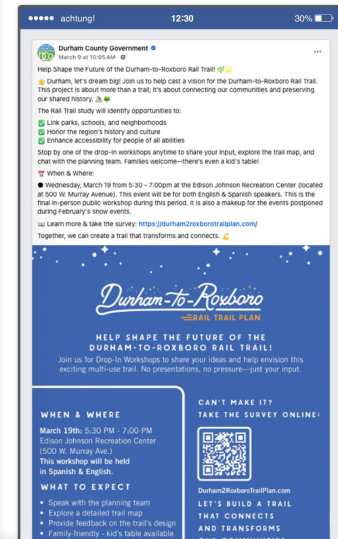 achtung!
12:30
30%
Durham County Government
March 9 at 10:05 AM
Help Shape the Future of the Durham-to-Roxboro Rail Trail!
Durham, let's dream big! Join us to help cast a vision for the Durham-to-Roxboro Rail Trail.
This project is about more than a trail; it's about connecting our communities and preserving
our shared history.
The Rail Trail study will identify opportunities to:
Link parks, schools, and neighborhoods
Honor the region's history and culture
Enhance accessibility for people of all abilities
Stop by one of the drop-in workshops anytime to share your input, explore the trail map, and
chat with the planning team. Families welcome—there's even a kid's table!
When & Where:
Wednesday, March 19 from 5:30 - 7:00pm at the Edison Johnson Recreation Center (located
at 500 W. Murray Avenue). This event will be for both English & Spanish speakers. This is the
final in-person public workshop during this period. It is also a makeup for the events postponed
during February's snow events.
Learn more & take the survey: https://durham2roxborotrailplan.com/
Together, we can create a trail that transforms and connects.
Durham-to-Roxboro
RAIL TRAIL PLAN
HELP SHAPE THE FUTURE OF THE
DURHAM-TO-ROXBORO RAIL TRAIL!
Join us for Drop-In Workshops to share your ideas and help envision this
exciting multi-use trail. No presentations, no pressure—just your input.
WHEN & WHERE
March 19th: 5:30 PM - 7:00 PM
Edison Johnson Recreation Center
(500 W. Murray Ave.)
This workshop will be held
in Spanish & English.
WHAT TO EXPECT
• Speak with the planning team
• Explore a detailed trail map
• Provide feedback on the trail's design
• Family-friendly - kid's table available
CAN'T MAKE IT?
TAKE THE SURVEY ONLINE:
Durham2RoxboroTrailPlan.com
LET'S BUILD A TRAIL
THAT CONNECTS
AND TRANSFORMS
OUR COMMUNITIES